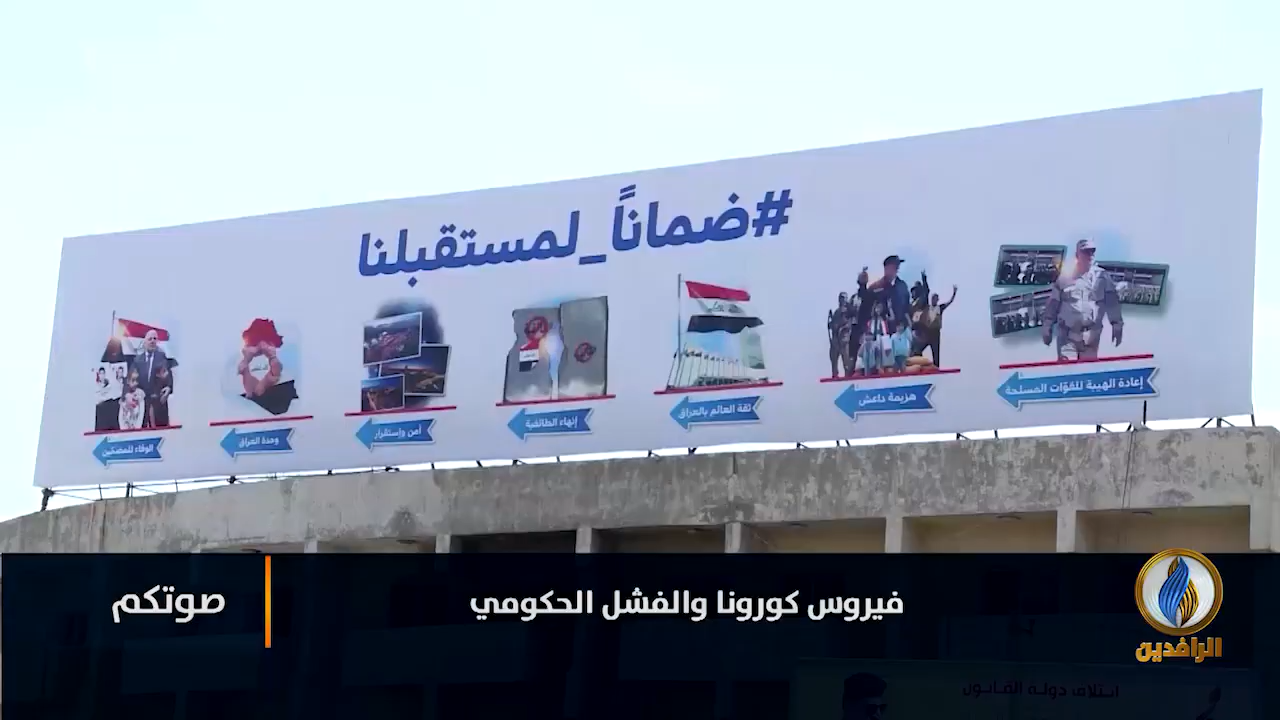 #ضماناً_لمستقبلنا
إعادة الهيبة للقوات المسلحة
هزيمة داعش
ثقة العالم بالعراق
إنهاء الطائفية
أمن وإستقرار
وحدة العراق
الوفاء للمضحين
فيروس كورونا والفشل الحكومي
صوتكم
الرافدين
ائتلاف دولة القانون